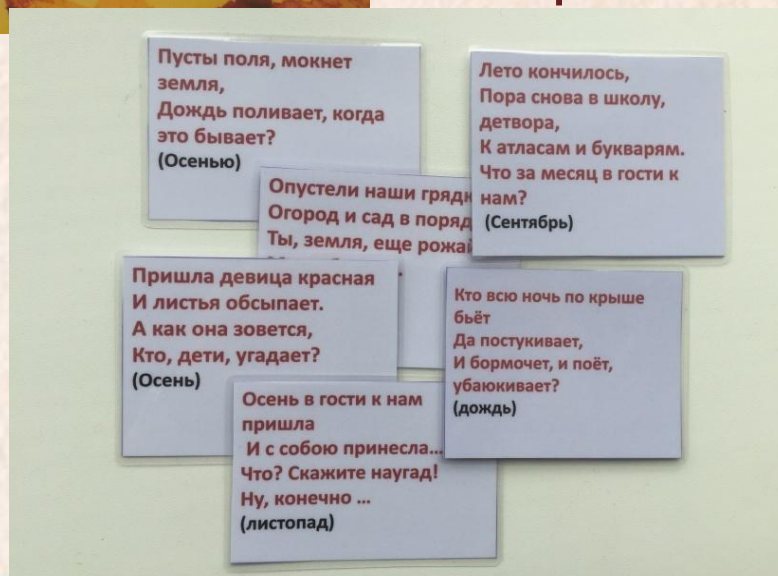 Пусты поля, мокнет
земля,
Дождь поливает, когда
это бывает?
(Осенью)
Лето кончилось,
Пора снова в школу,
детвора,
К атласам и букварям.
Что за месяц в гости к
нам?
(Сентябрь)
Опустели наши
Огород и сад в
Ты, земля, еще
Пришла девица красная
И листья обсыпает.
А как она зовется,
Кто, дети, угадает?
(Осень)
Кто всю ночь по крыше
бьёт
Да постукивает,
И бормочет, и поёт,
убаюкивает?
(дождь)
Осень в гости к нам
пришла
И с собою принесла...
Что? Скажите наугад!
Ну, конечно ...
(листопад)